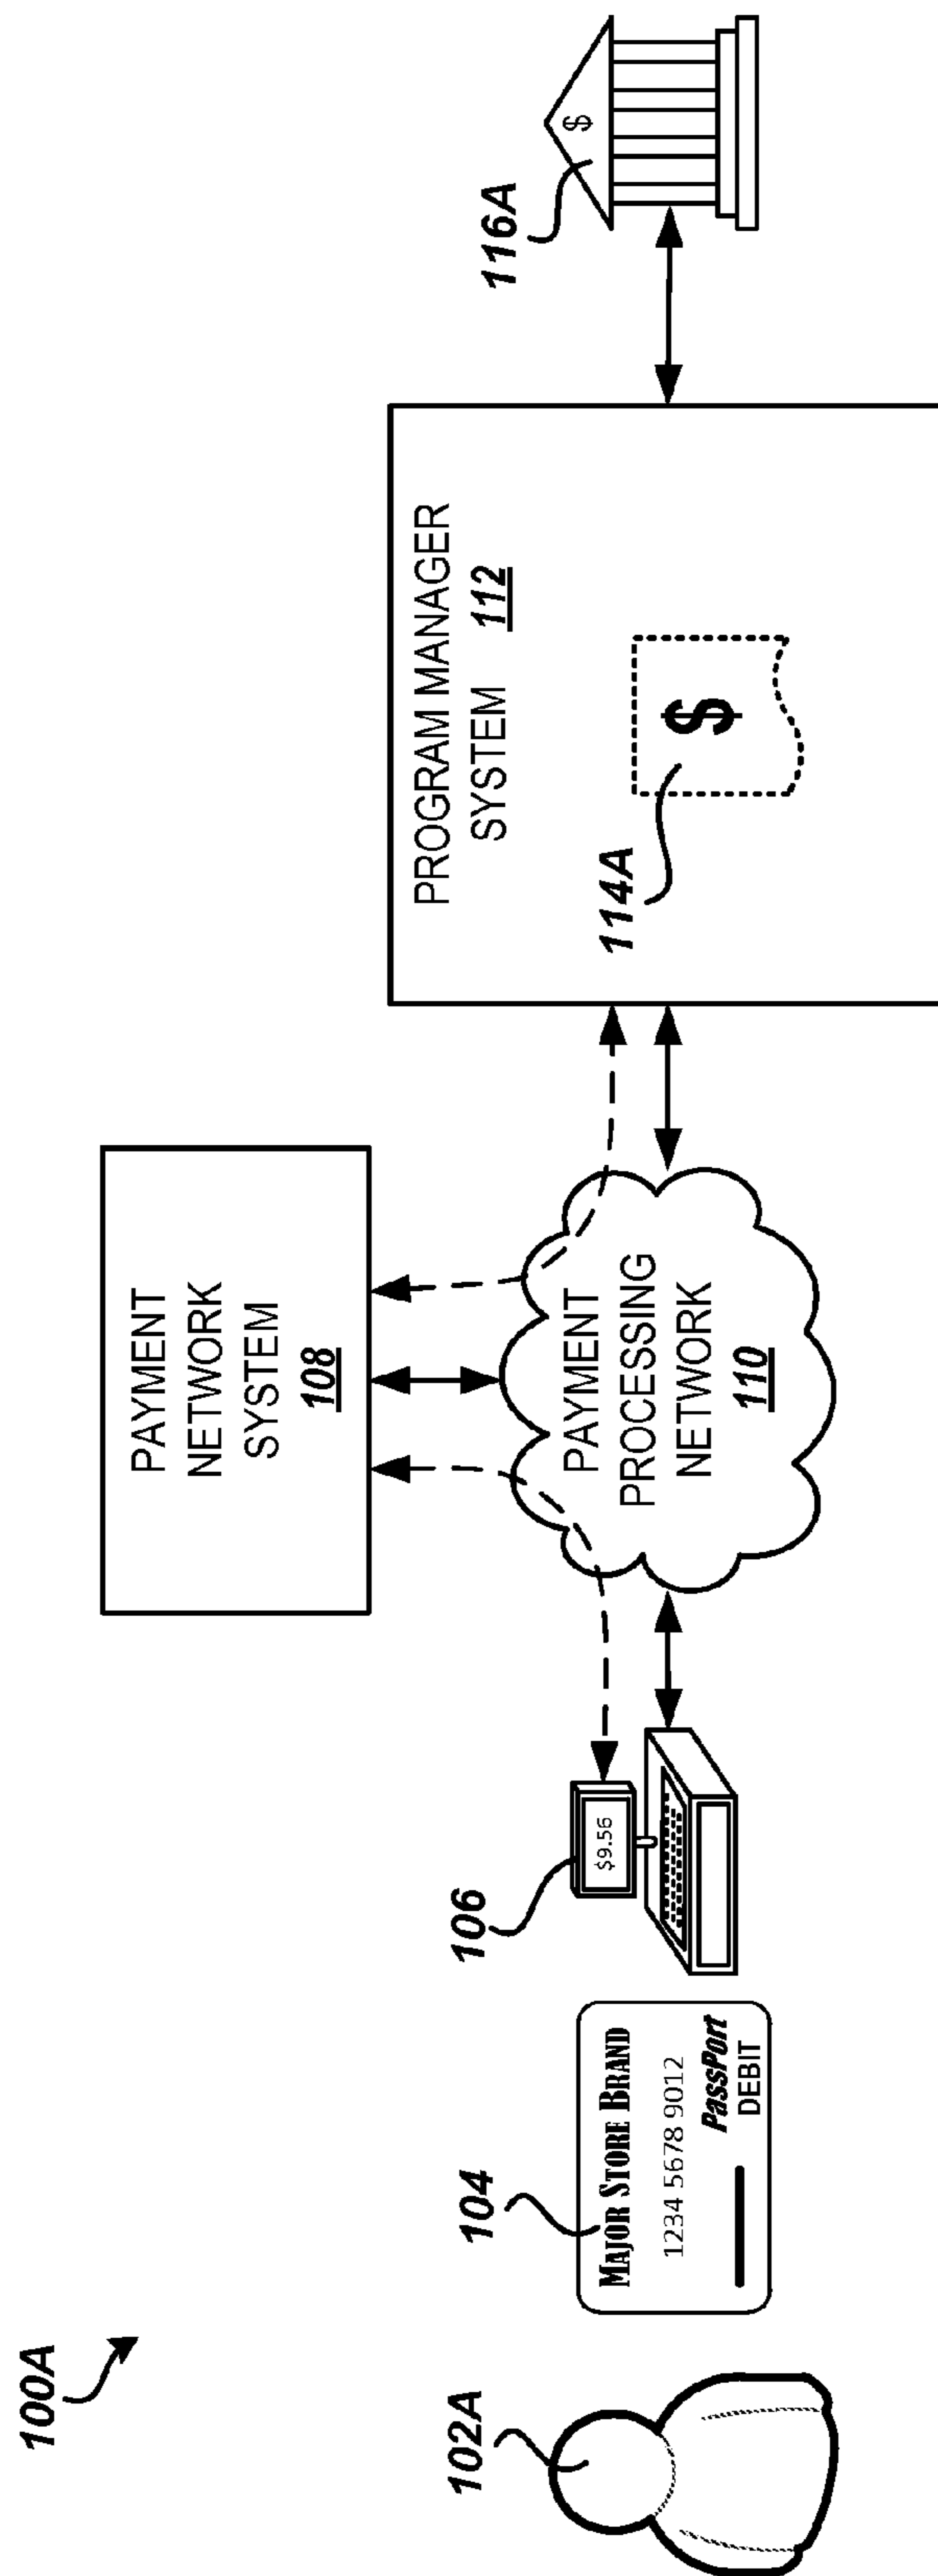 100A
102A
104
MAJOR STORE BRAND
1234 5678 9012
PassPort
DEBIT
106
$9.56
PAYMENT
NETWORK
SYSTEM
108
PAYMENT
PROCESSING
NETWORK
110
PROGRAM MANAGER
SYSTEM 112
114A
$
116A
$